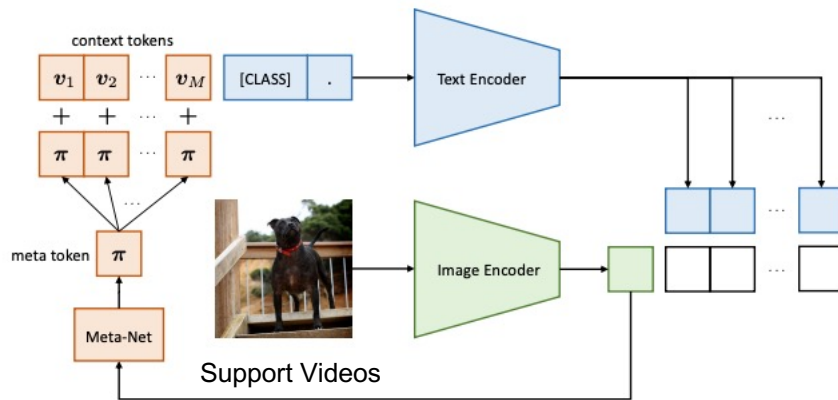 context tokens
v1 v2 ... vM [CLASS] .
+ + ... +
π π ... π
...
meta token π
Meta-Net
Support Videos
Text Encoder
...
Image Encoder
...
...